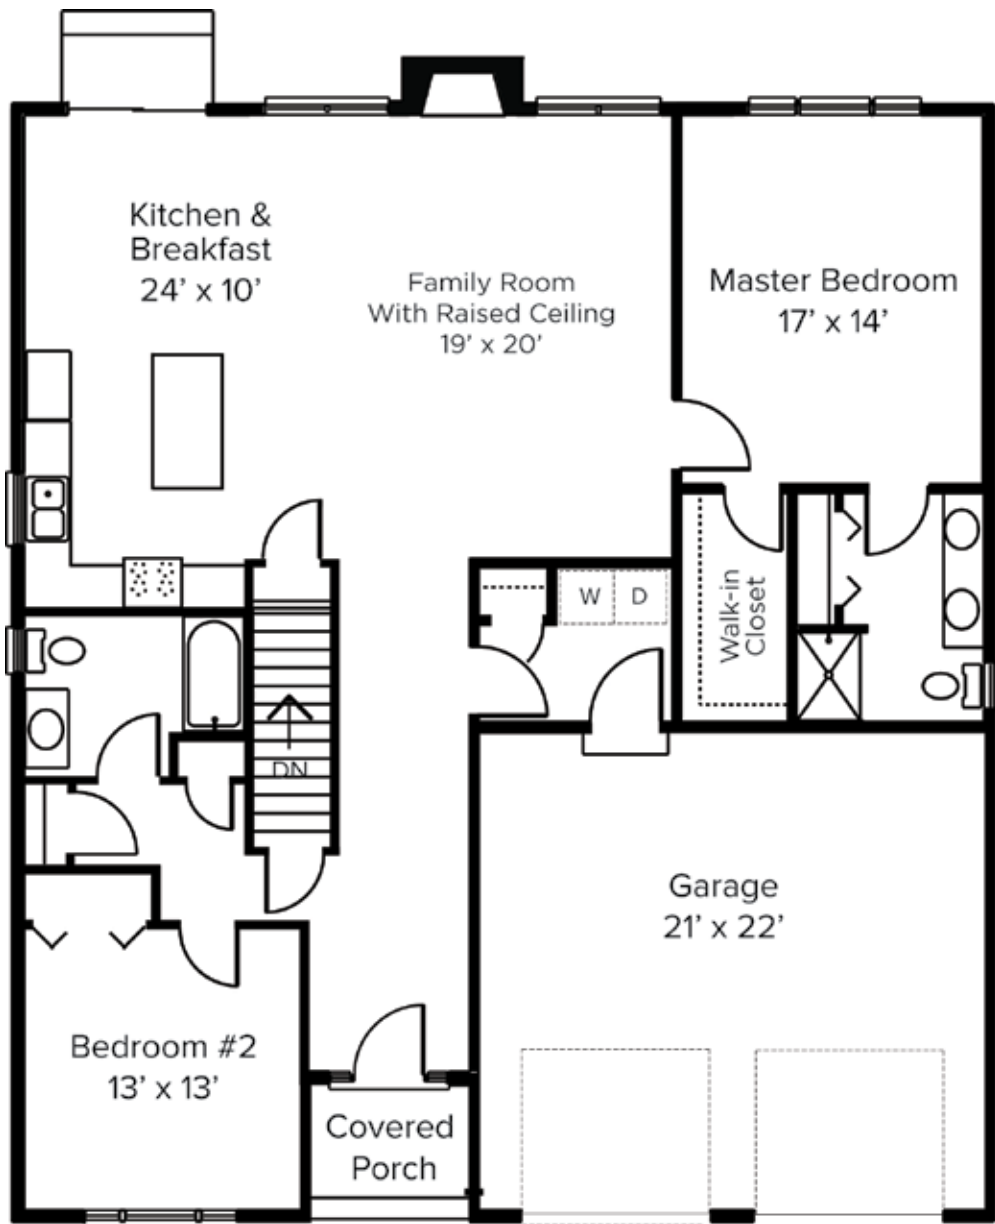 Kitchen &
Breakfast
24’ x 10’
Family Room
With Raised Ceiling
19’ x 20’
Master Bedroom
17’ x 14’
W
D
Walk-in
Closet
DN
Garage
21’ x 22’
Bedroom #2
13’ x 13’
Covered
Porch